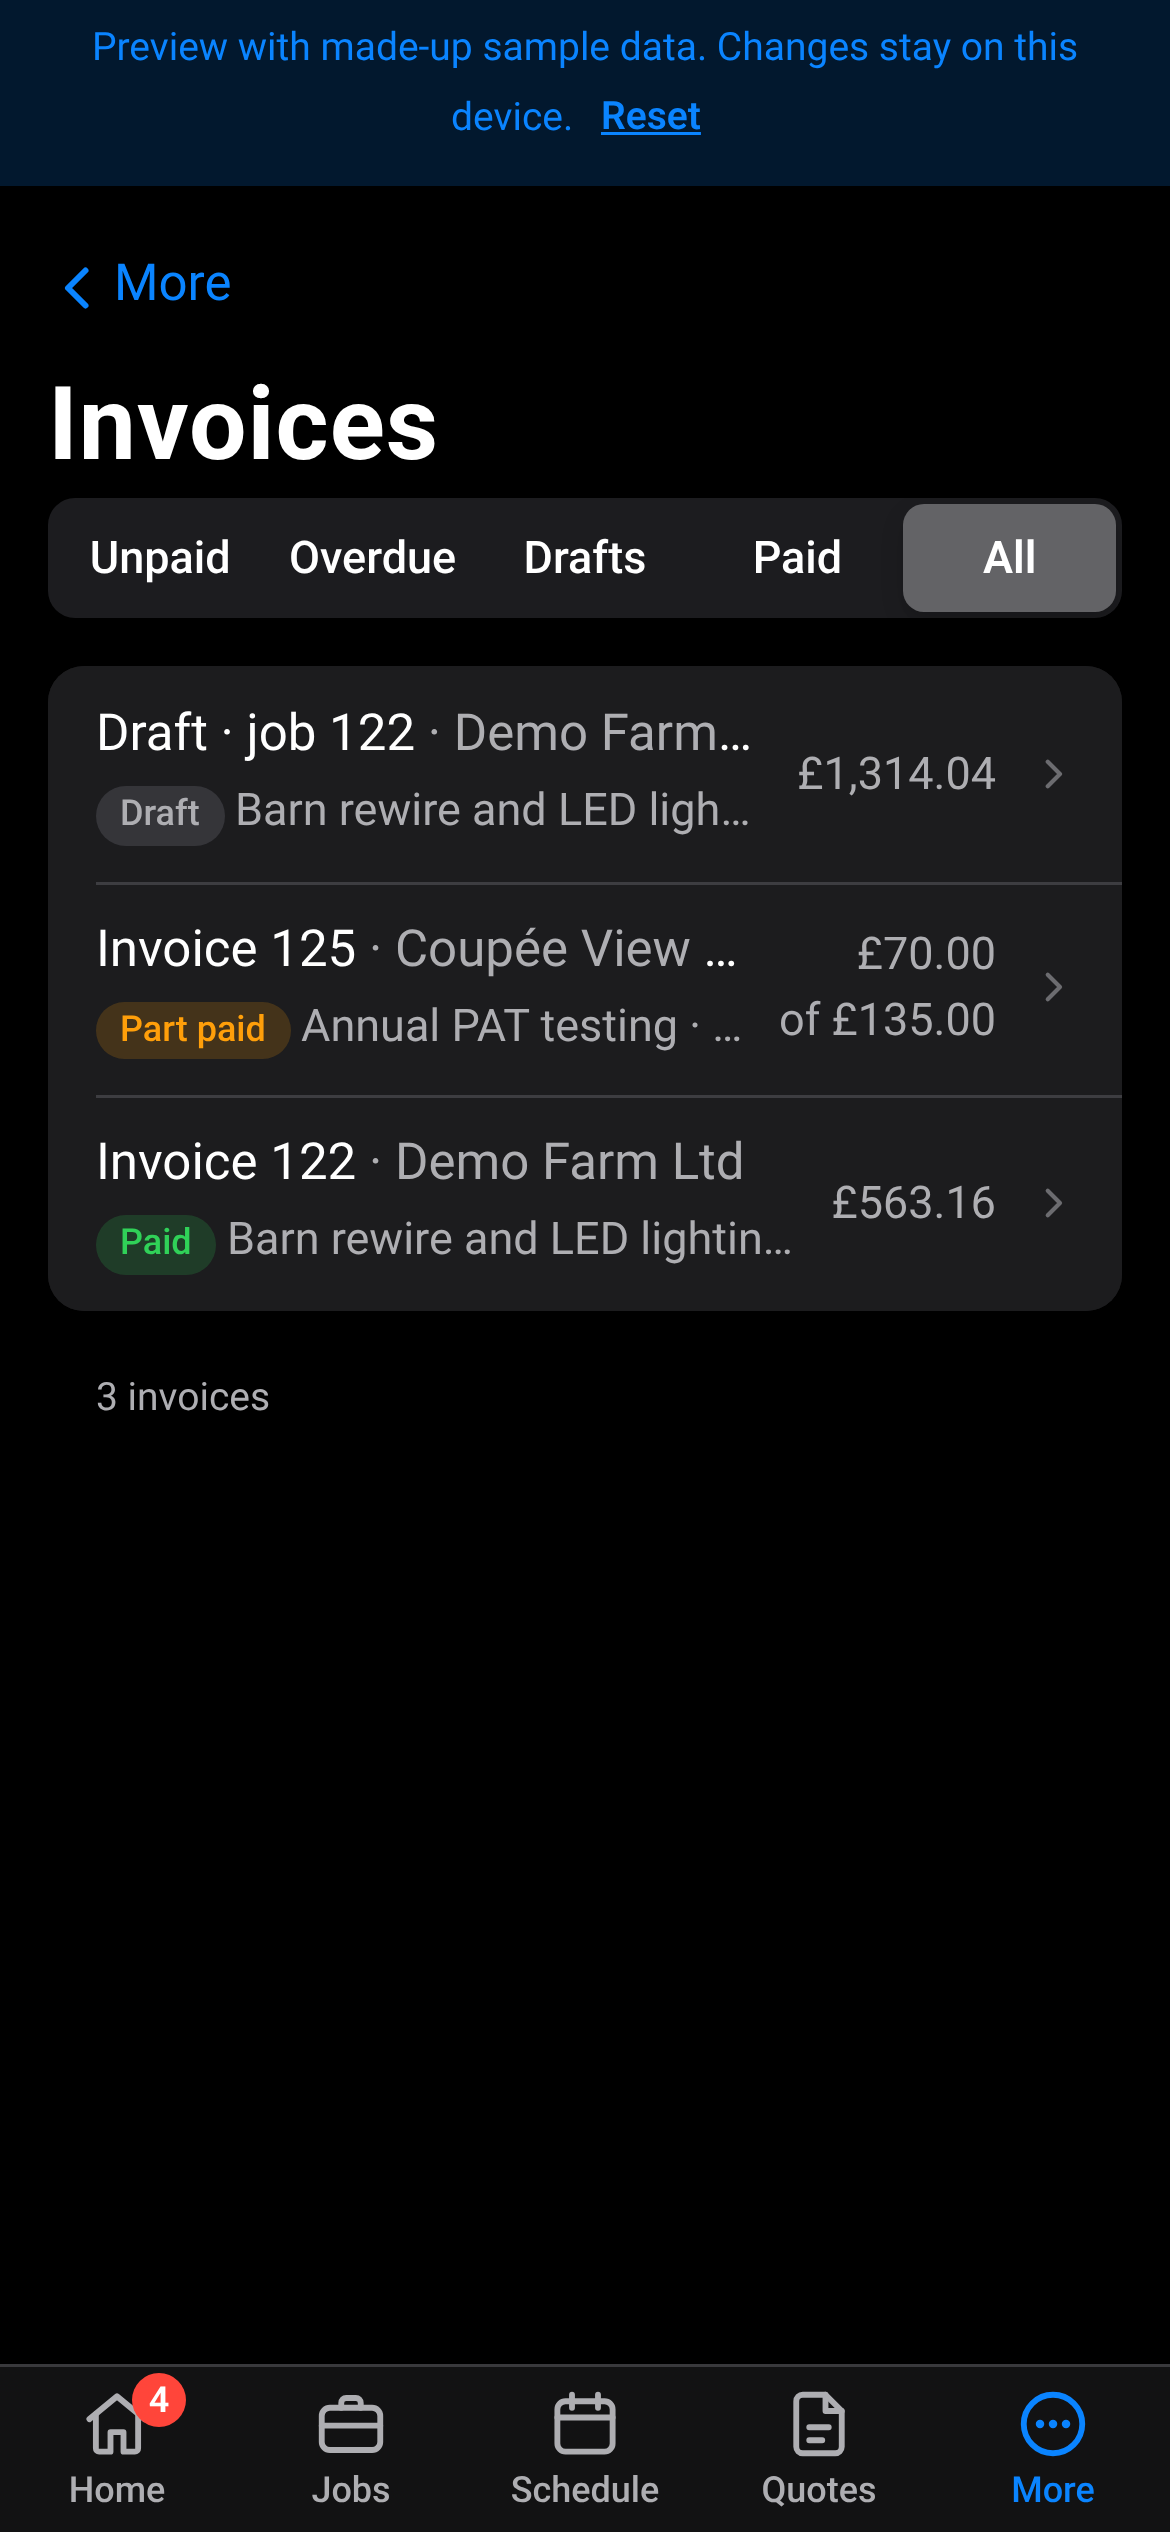 Preview with made-up sample data. Changes stay on this
device. Reset
More
Invoices
Unpaid Overdue Drafts Paid All
Draft · job 122 · Demo Farm…
£1,314.04
Draft Barn rewire and LED ligh…
Invoice 125 · Coupée View …
£70.00
Part paid Annual PAT testing · …
of £135.00
Invoice 122 · Demo Farm Ltd
£563.16
Paid Barn rewire and LED lightin…
3 invoices
4
Home Jobs Schedule Quotes More